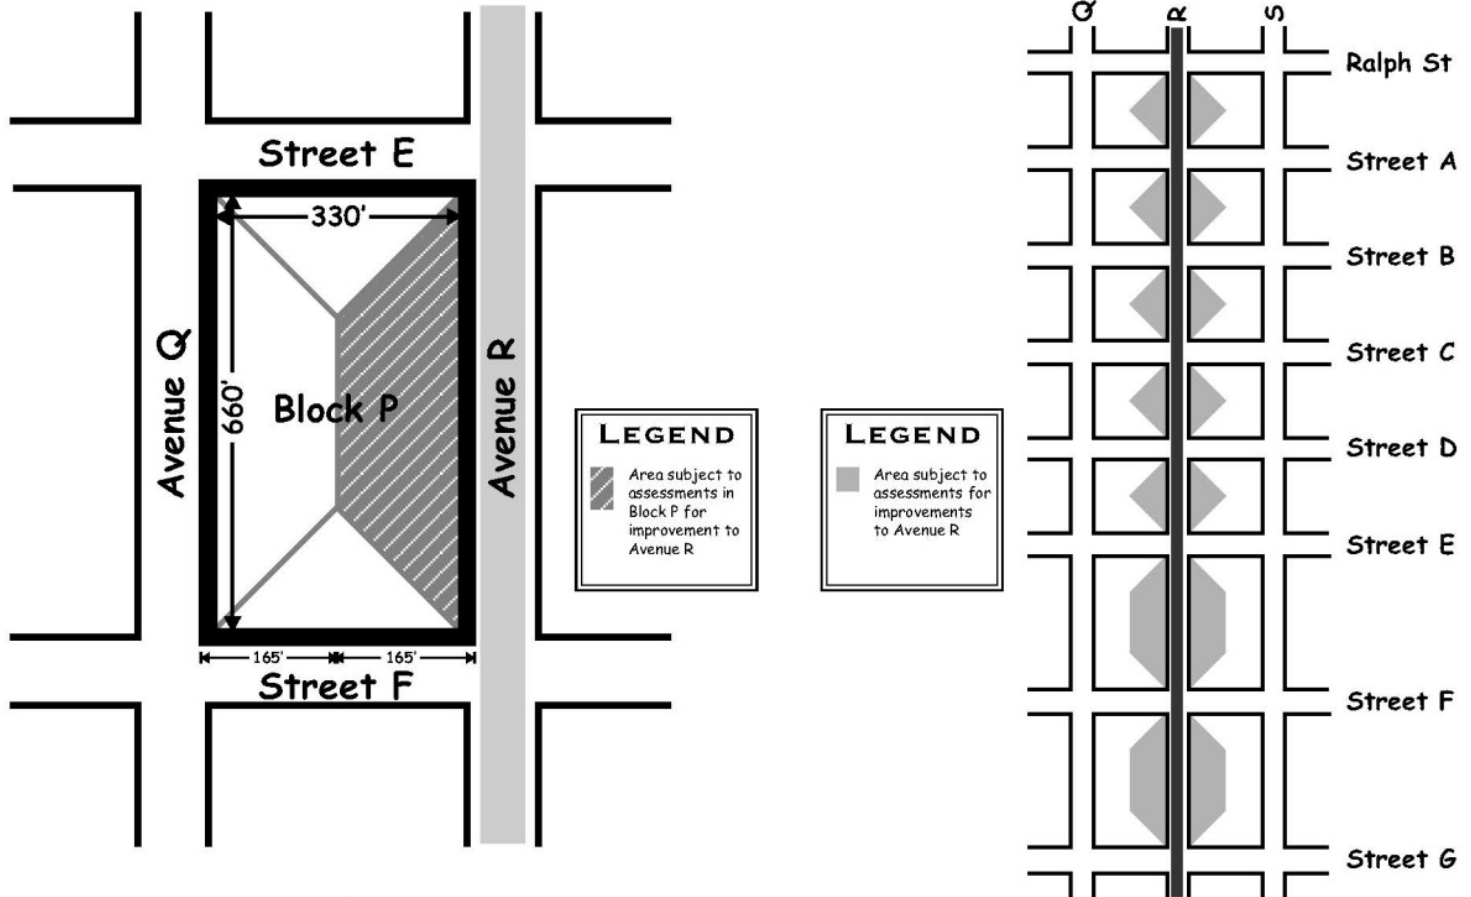 Street E
330'
660'
Block P
Avenue Q
Avenue R
165'
165'
Street F
LEGEND
Area subject to
assessments in
Block P for
improvement to
Avenue R
LEGEND
Area subject to
assessments for
improvements
to Avenue R
Q
R
S
Ralph St
Street A
Street B
Street C
Street D
Street E
Street F
Street G